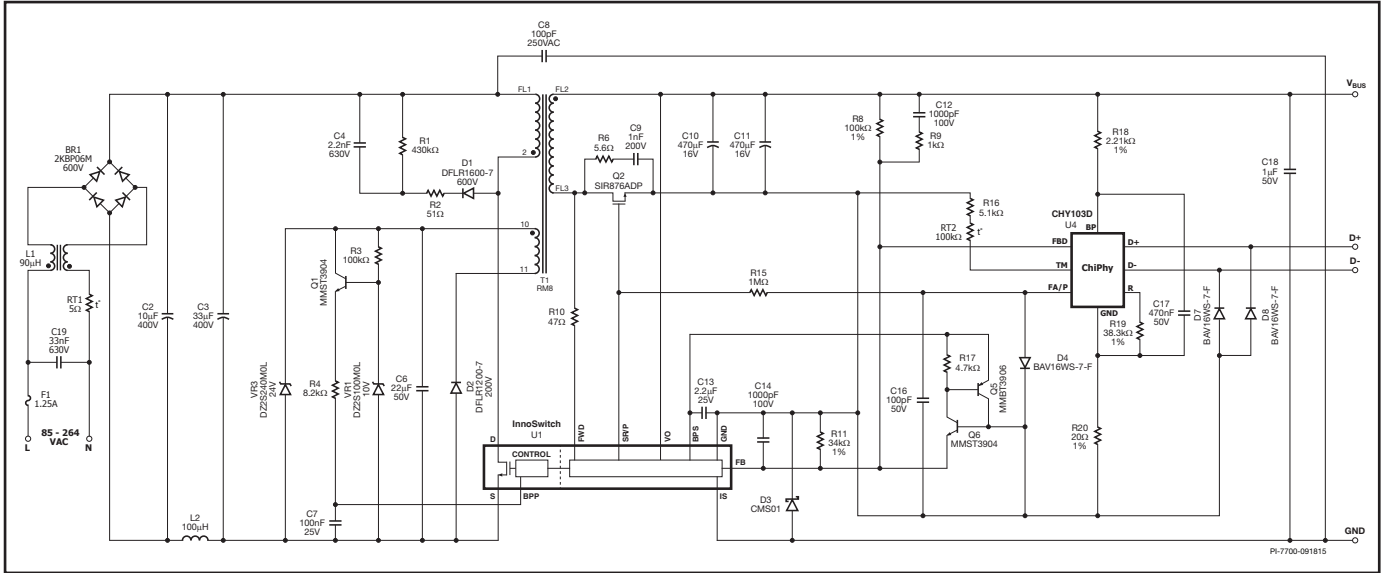 C8
100pF
250VAC
FL1
FL2
VBUS
C4
2.2nF
630V
R1
430kΩ
R6
5.6Ω
C9
1nF
200V
C10
470µF
16V
C11
470µF
16V
R8
100kΩ
1%
C12
1000pF
100V
R9
1kΩ
R18
2.21kΩ
1%
C18
1µF
50V
BR1
2KBP06M
600V
2
D1
DFLR1600-7
600V
R2
51Ω
FL3
Q2
SIR876ADP
R16
5.1kΩ
RT2
100kΩ
t°
CHY103D
U4
BP
FBD
D+
TM
D-
ChiPhy
FA/P
R
GND
D+
D-
L1
90µH
RT1
5Ω
t°
C19
33nF
630V
F1
1.25A
85 - 264
VAC
L
N
C2
10µF
400V
C3
33µF
400V
Q1
MMST3904
R3
100kΩ
10
11
T1
RM8
R15
1MΩ
R10
47Ω
R19
38.3kΩ
1%
C17
470nF
50V
D7
BAV16WS-7-F
D8
BAV16WS-7-F
VR3
DZ2S240M0L
24V
R4
8.2kΩ
VR1
DZ2S100M0L
10V
C6
22µF
50V
D2
DFLR1200-7
200V
R17
4.7kΩ
D4
BAV16WS-7-F
Q5
MMBT3906
Q6
MMST3904
C16
100pF
50V
C13
2.2µF
25V
C14
1000pF
100V
R11
34kΩ
1%
R20
20Ω
1%
InnoSwitch
U1
D
FWD
SR/P
VO
BPS
GND
CONTROL
FB
S
BPP
IS
D3
CMS01
C7
100nF
25V
L2
100µH
GND
PI-7700-091815